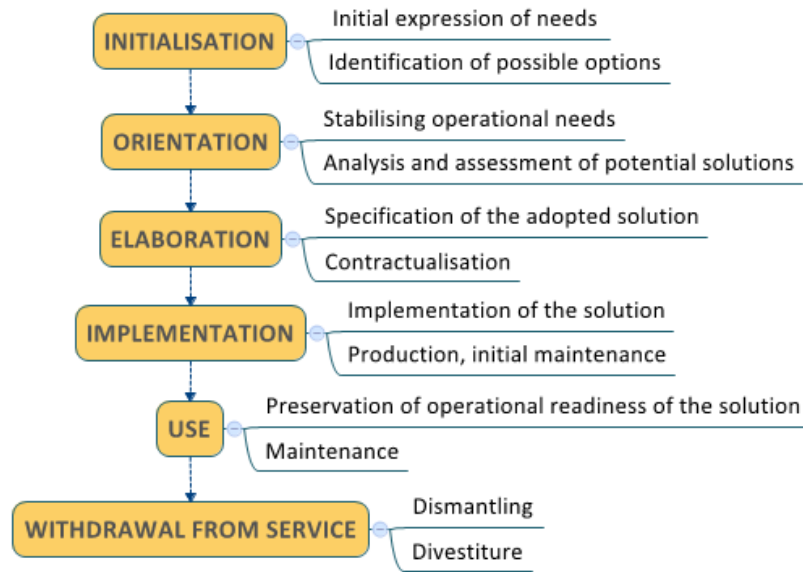 INITIALISATION
Initial expression of needs
Identification of possible options
ORIENTATION
Stabilising operational needs
Analysis and assessment of potential solutions
ELABORATION
Specification of the adopted solution
Contractualisation
IMPLEMENTATION
Implementation of the solution
Production, initial maintenance
USE
Preservation of operational readiness of the solution
Maintenance
WITHDRAWAL FROM SERVICE
Dismantling
Divestiture